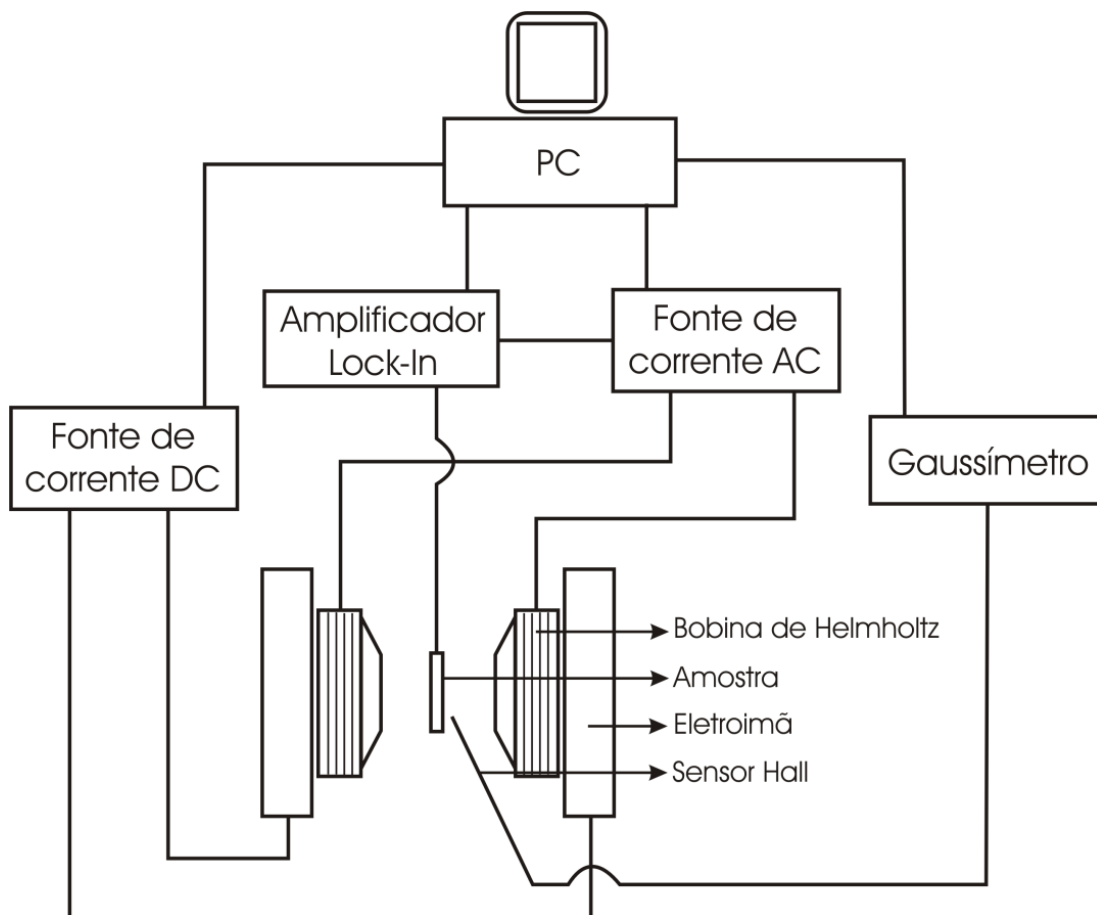 PC
Amplificador
Lock-In
Fonte de
corrente AC
Fonte de
corrente DC
Gaussímetro
Bobina de Helmholtz
Amostra
Eletroimã
Sensor Hall